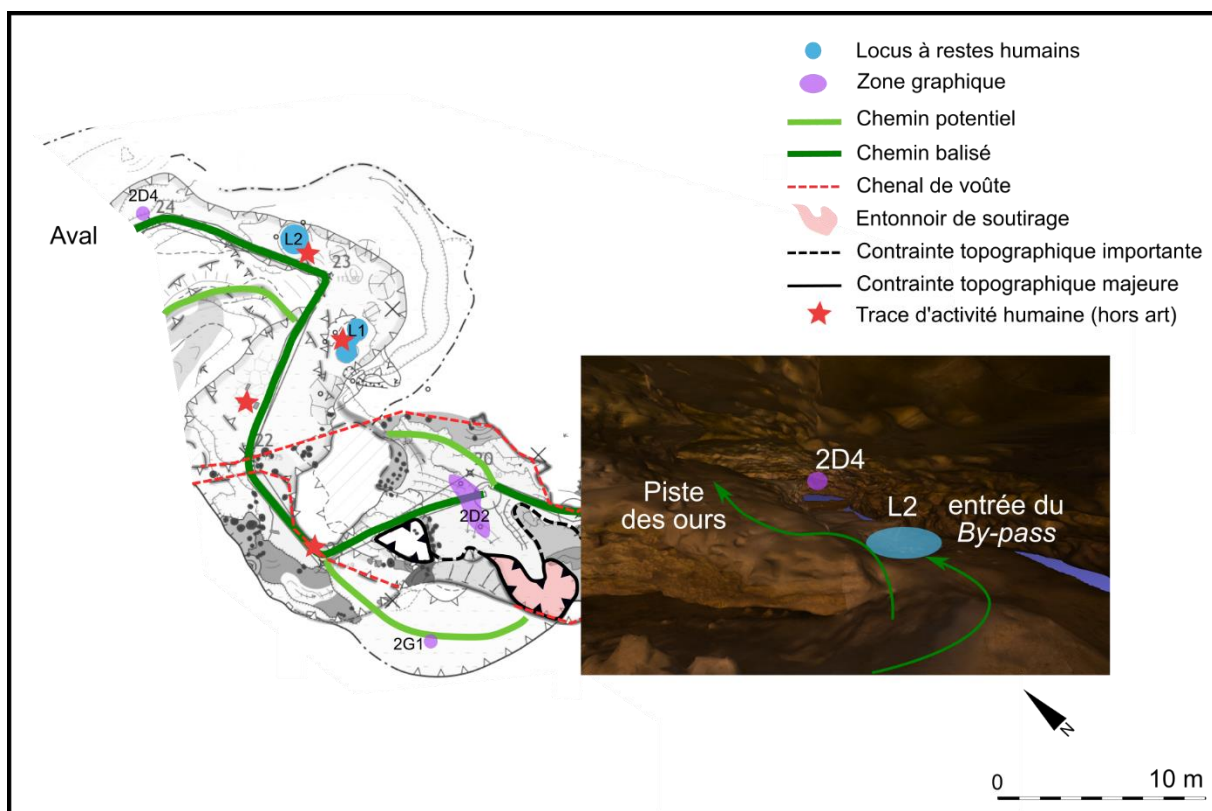 Locus à restes humains
Zone graphique
Chemin potentiel
Chemin balisé
Chenal de voûte
Entonnoir de soutirage
Contrainte topographique importante
Contrainte topographique majeure
Trace d'activité humaine (hors art)
2D4
24
Aval
L2
23
L1
22
20
2D2
2G1
2D4
Piste
des ours
L2
entrée du
By-pass
N
0
10 m